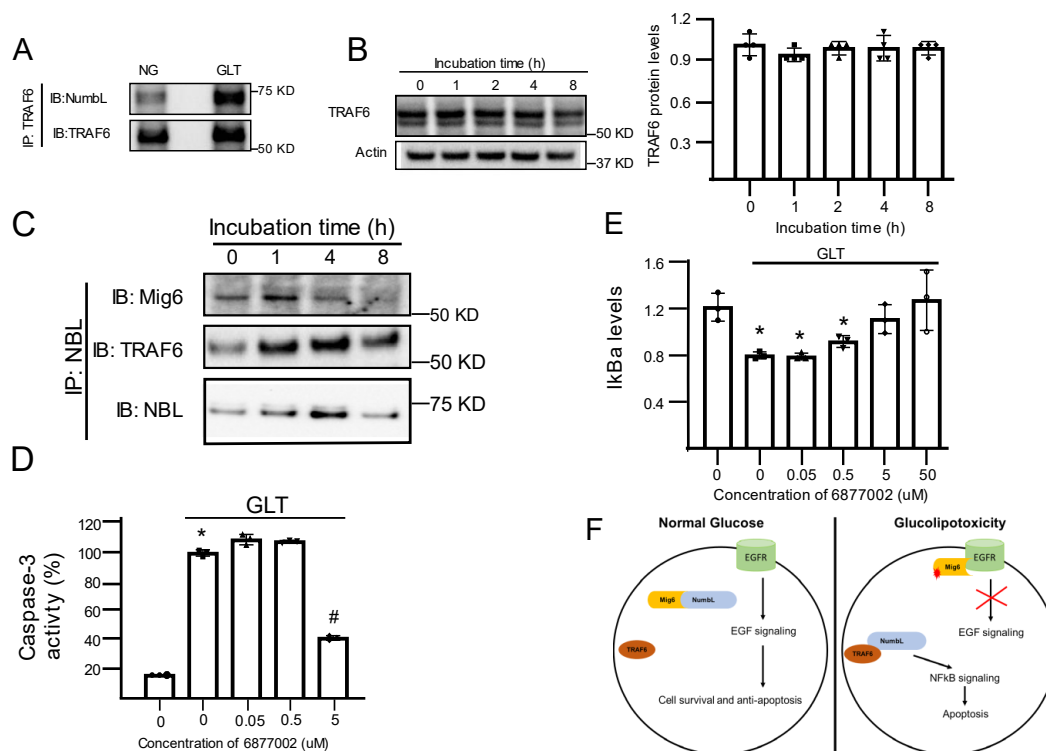 A
NG GLT
IP: TRAF6
IB:NumbL
75 KD
IB:TRAF6
50 KD
B
Incubation time (h)
0 1 2 4 8
TRAF6
50 KD
Actin
37 KD
TRAF6 protein levels
1.2
0.9
0.6
0.3
0 1 2 4 8
Incubation time (h)
C
Incubation time (h)
0 1 4 8
IP: NBL
IB: Mig6
50 KD
IB: TRAF6
50 KD
IB: NBL
75 KD
D
GLT
Caspase-3
activty (%)
120
100
80
60
40
20
*
#
0 0 0.05 0.5 5
Concentration of 6877002 (uM)
E
GLT
IkBa levels
1.6
1.2
0.8
0.4
* * *
0 0 0.05 0.5 5 50
Concentration of 6877002 (uM)
F
Normal Glucose
EGFR
Mig6 NumbL
EGF signaling
TRAF6
Cell survival and anti-apoptosis
Glucolipotoxicity
EGFR
Mig6
EGF signaling
NumbL
TRAF6
NFkB signaling
Apoptosis